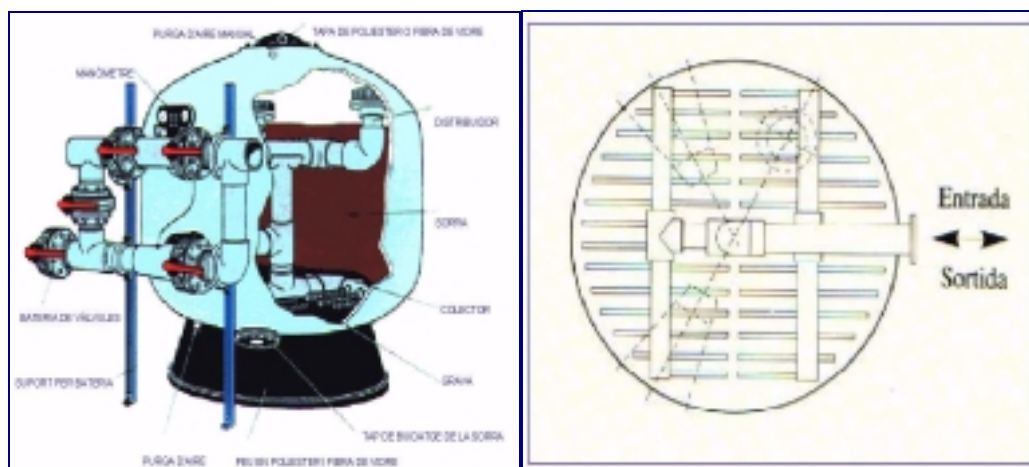 PURGA D'AIRE MANUAL
TAPA DE POLIESTER O FIBRA DE VIDRE
MANÒMETRE
DISTRIBUIDOR
SORRA
Entrada
Sortida
COLECTOR
BATERIA DE VÀLVULES
GRAVA
SUPORT PER BATERIA
TAP DE BUIDATGE DE LA SORRA
PURGA D'AIRE
PEU EN POLIESTER I FIBRA DE VIDRE